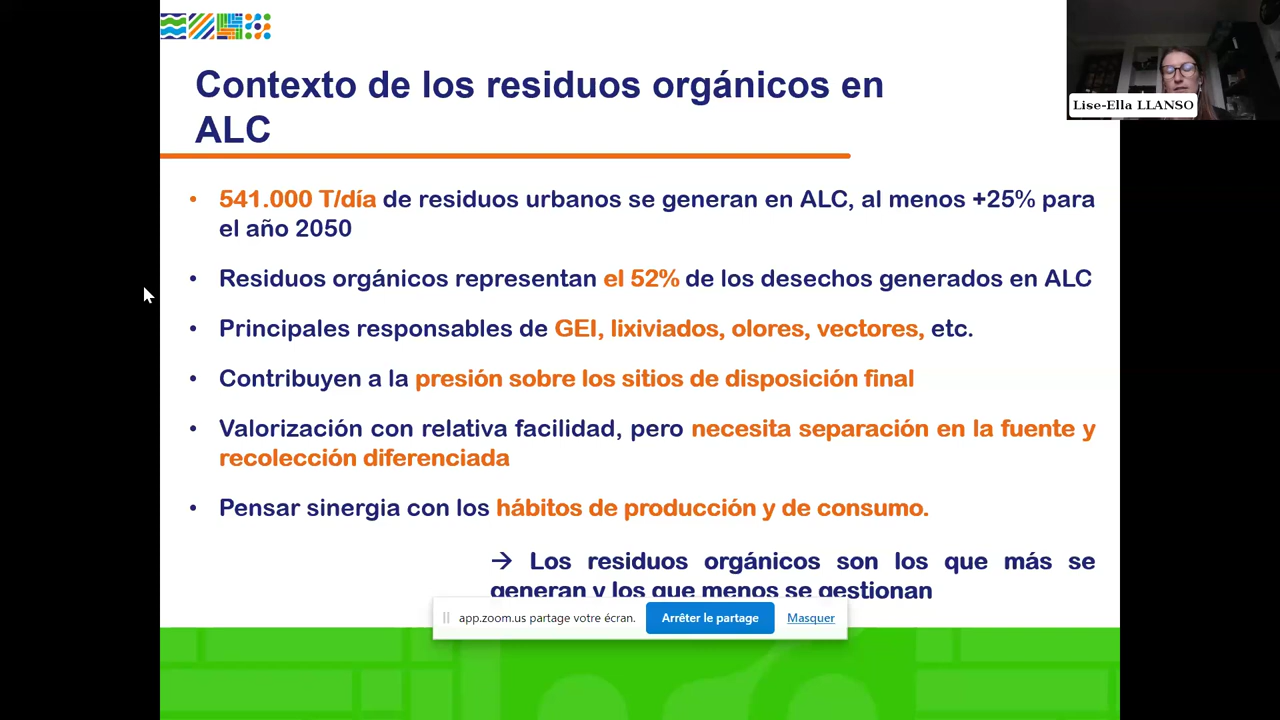 Contexto de los residuos orgánicos en
ALC
Lise-Ella LLANSO
• 541.000 T/día de residuos urbanos se generan en ALC, al menos +25% para
el año 2050
• Residuos orgánicos representan el 52% de los desechos generados en ALC
• Principales responsables de GEI, lixiviados, olores, vectores, etc.
• Contribuyen a la presión sobre los sitios de disposición final
• Valorización con relativa facilidad, pero necesita separación en la fuente y
recolección diferenciada
• Pensar sinergia con los hábitos de producción y de consumo.
→ Los residuos orgánicos son los que más se
generan y los que menos se gestionan
app.zoom.us partage votre écran. Arrêter le partage Masquer